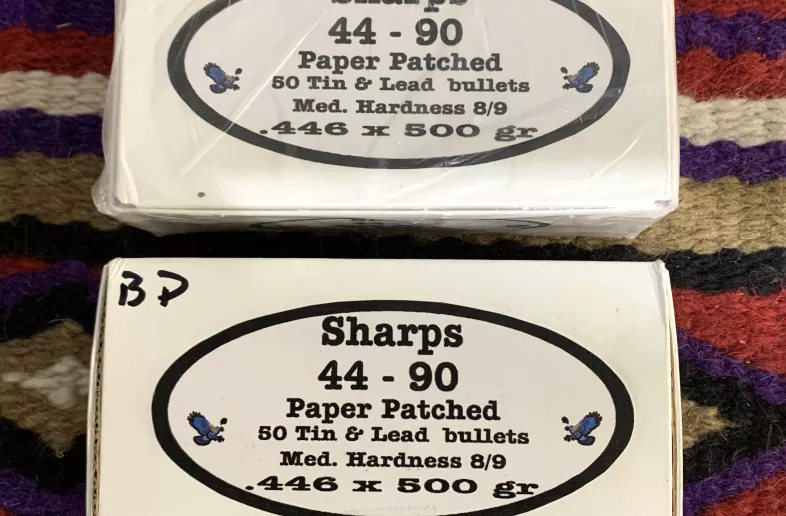 Sharps
44 - 90
Paper Patched
50 Tin & Lead bullets
Med. Hardness 8/9
.446 x 500 gr
BP
Sharps
44 - 90
Paper Patched
50 Tin & Lead bullets
Med. Hardness 8/9
.446 x 500 gr